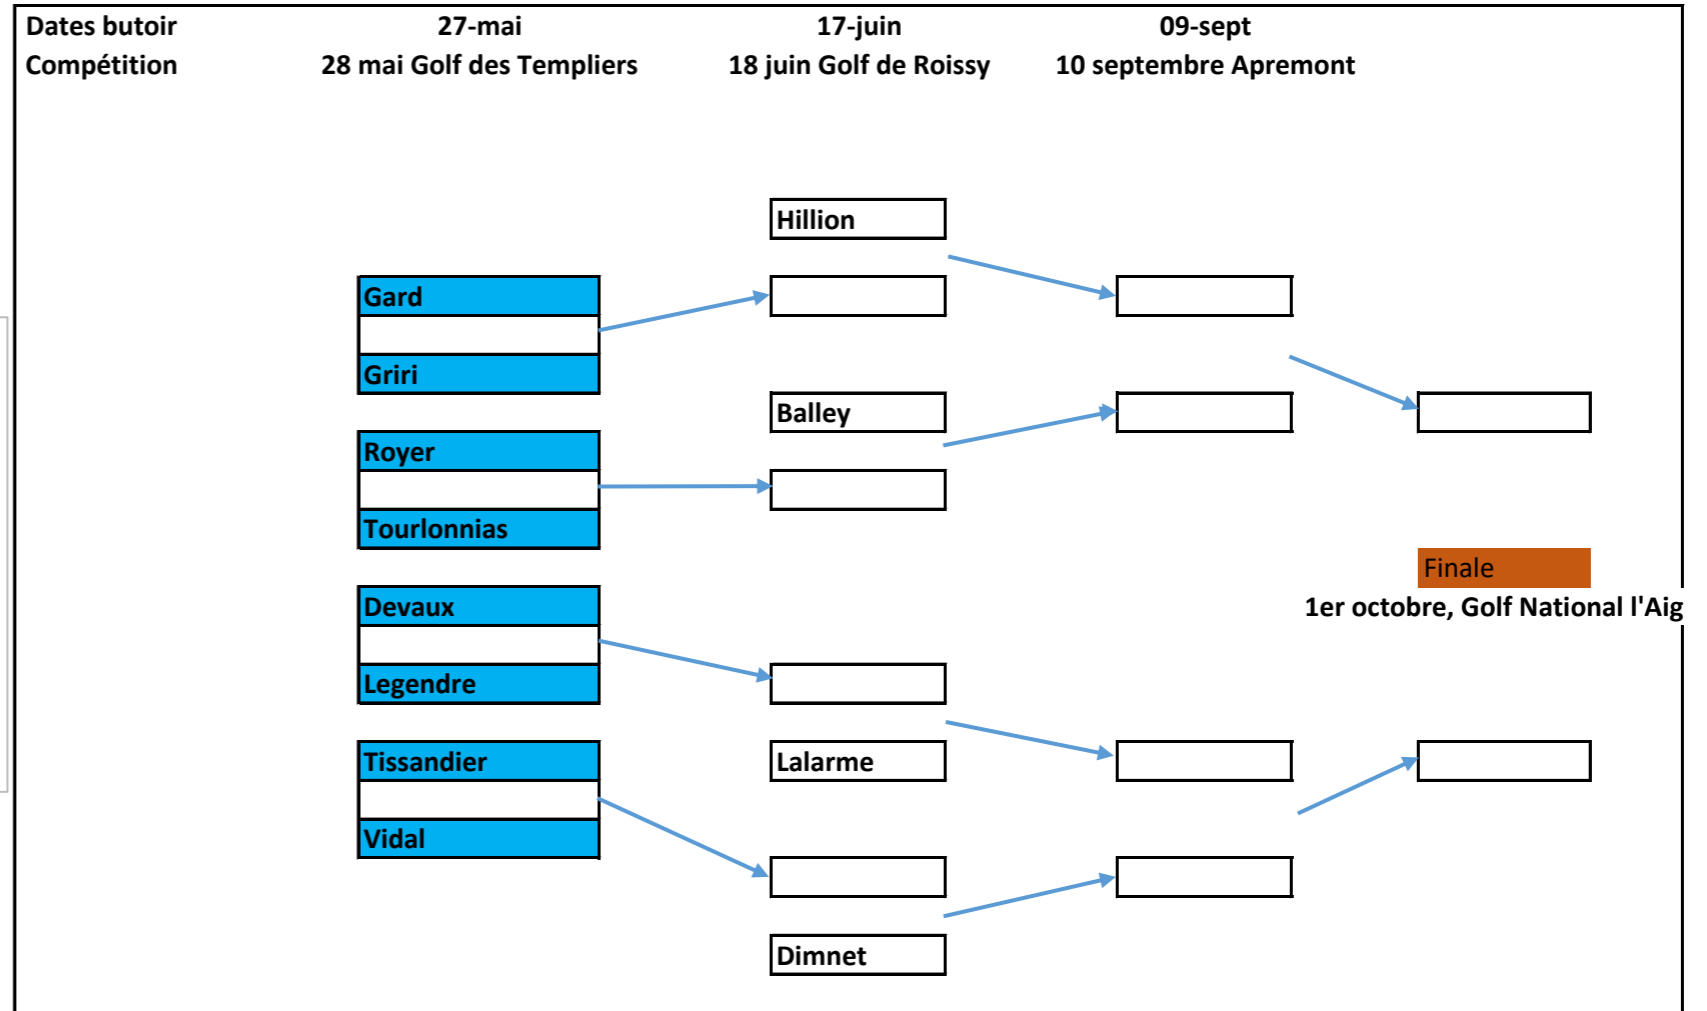 Dates butoir 27-mai 17-juin 09-sept
Compétition 28 mai Golf des Templiers 18 juin Golf de Roissy 10 septembre Apremont
Hillion
Gard
Griri
Balley
Royer
Tourlonnias
Finale
Devaux
1er octobre, Golf National l'Aig
Legendre
Tissandier
Lalarme
Vidal
Dimnet